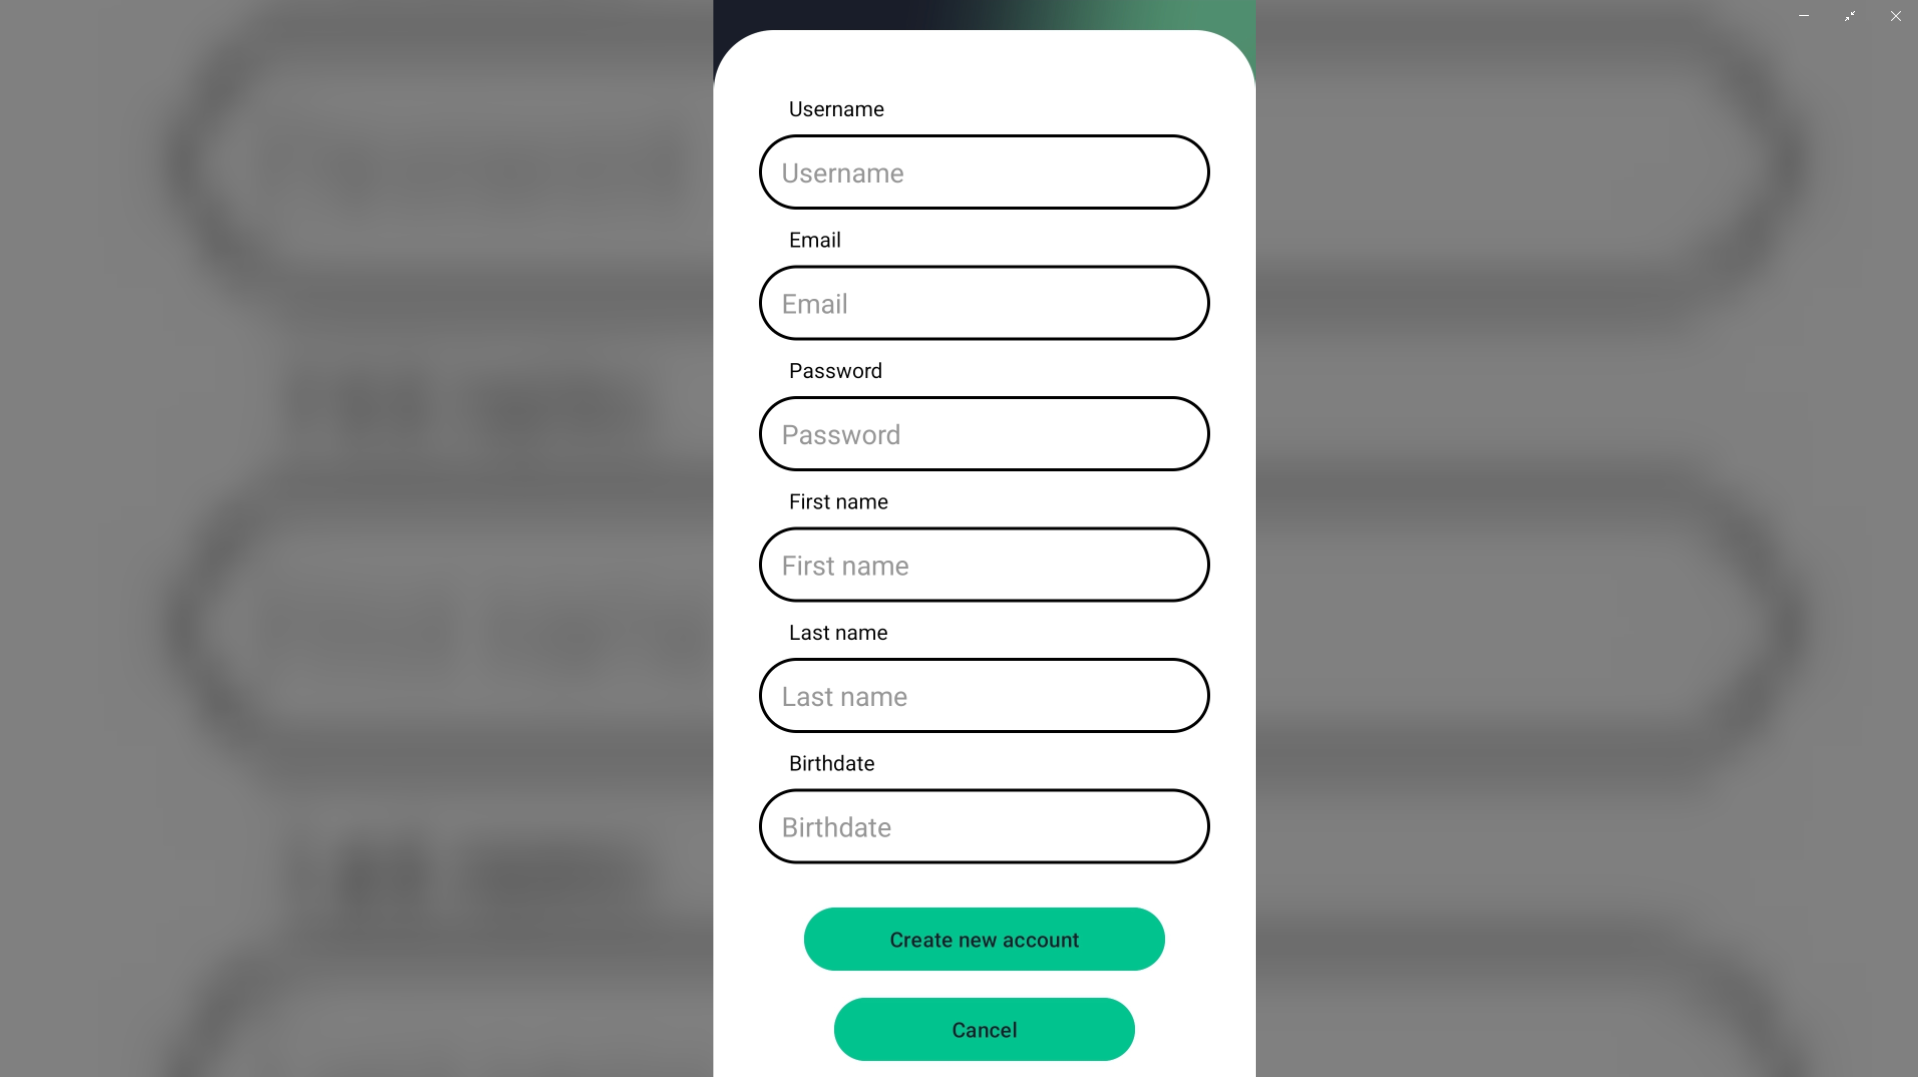 Username
Username
Email
Email
Password
Password
First name
First name
Last name
Last name
Birthdate
Birthdate
Create new account
Cancel